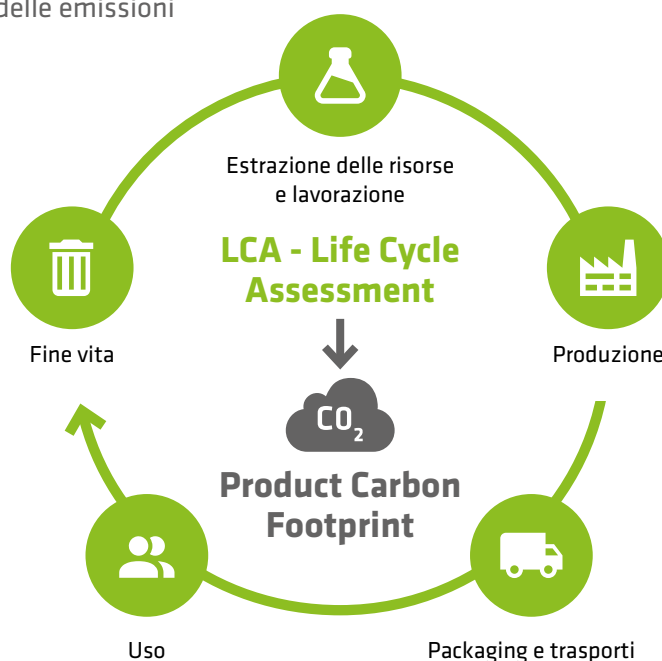 delle emissioni
Estrazione delle risorse
e lavorazione
LCA - Life Cycle
Assessment
Fine vita
Produzione
CO₂
Product Carbon
Footprint
Uso
Packaging e trasporti